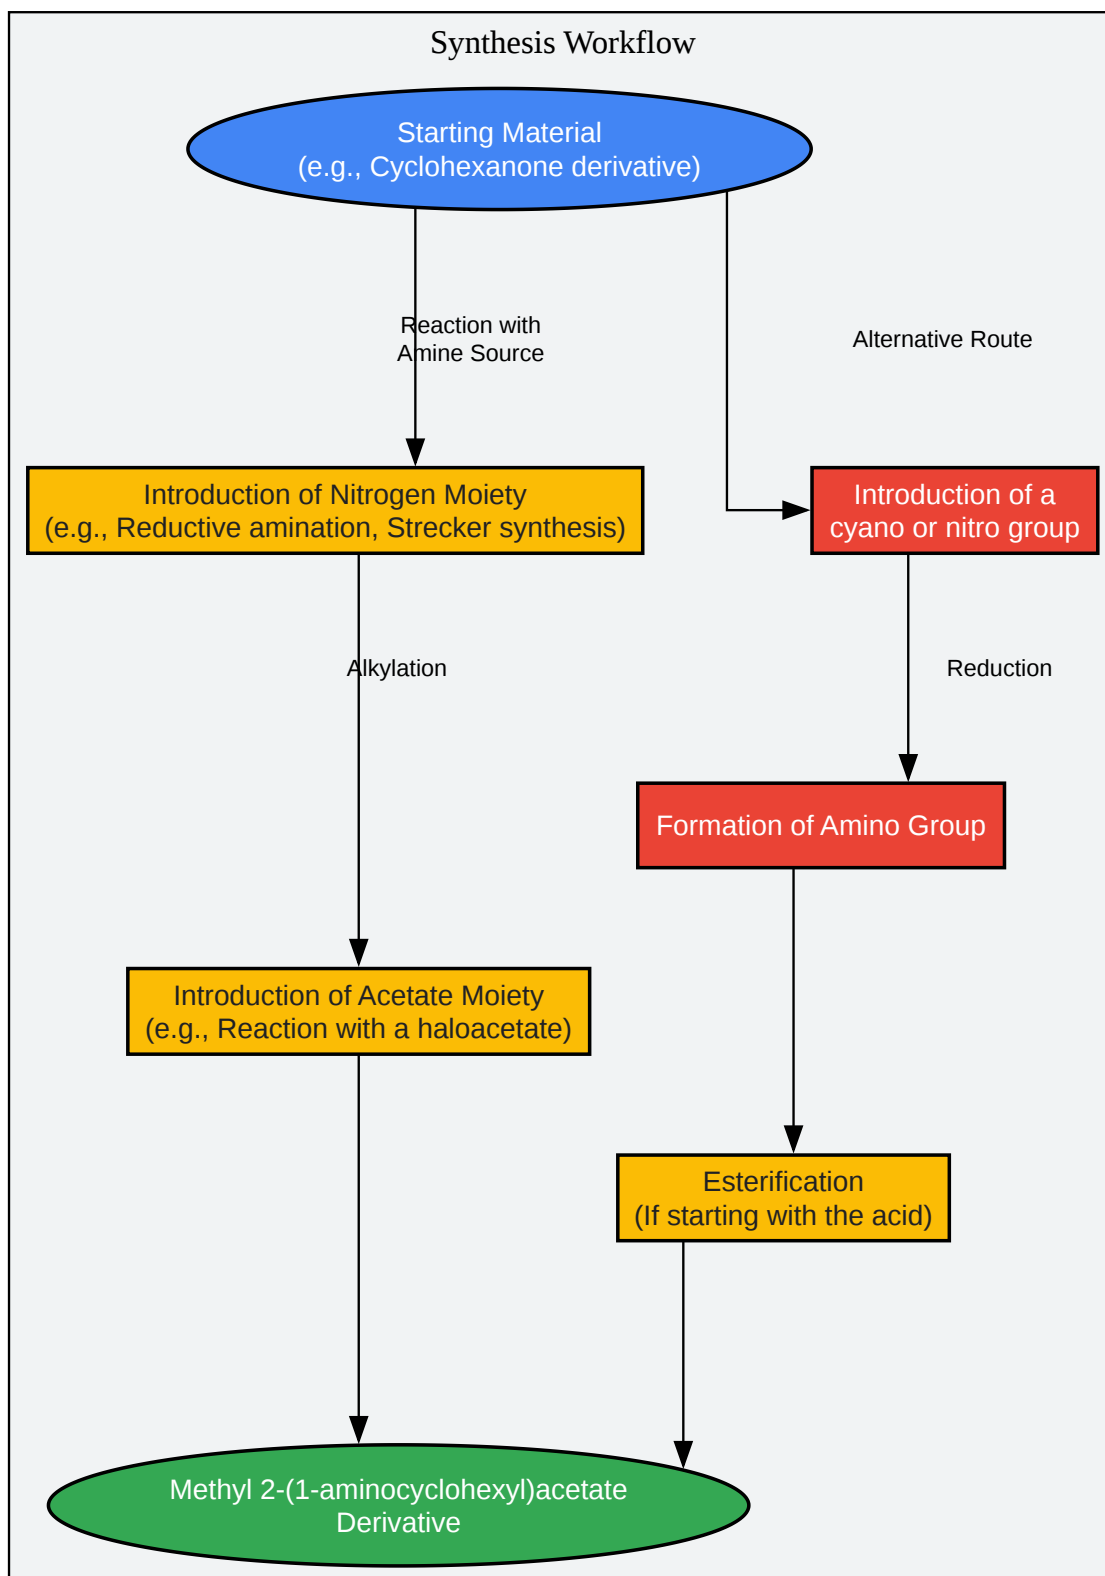 Synthesis Workflow
Starting Material
(e.g., Cyclohexanone derivative)
Reaction with
Amine Source
Alternative Route
Introduction of Nitrogen Moiety
(e.g., Reductive amination, Strecker synthesis)
Introduction of a
cyano or nitro group
Alkylation
Reduction
Formation of Amino Group
Introduction of Acetate Moiety
(e.g., Reaction with a haloacetate)
Esterification
(If starting with the acid)
Methyl 2-(1-aminocyclohexyl)acetate
Derivative